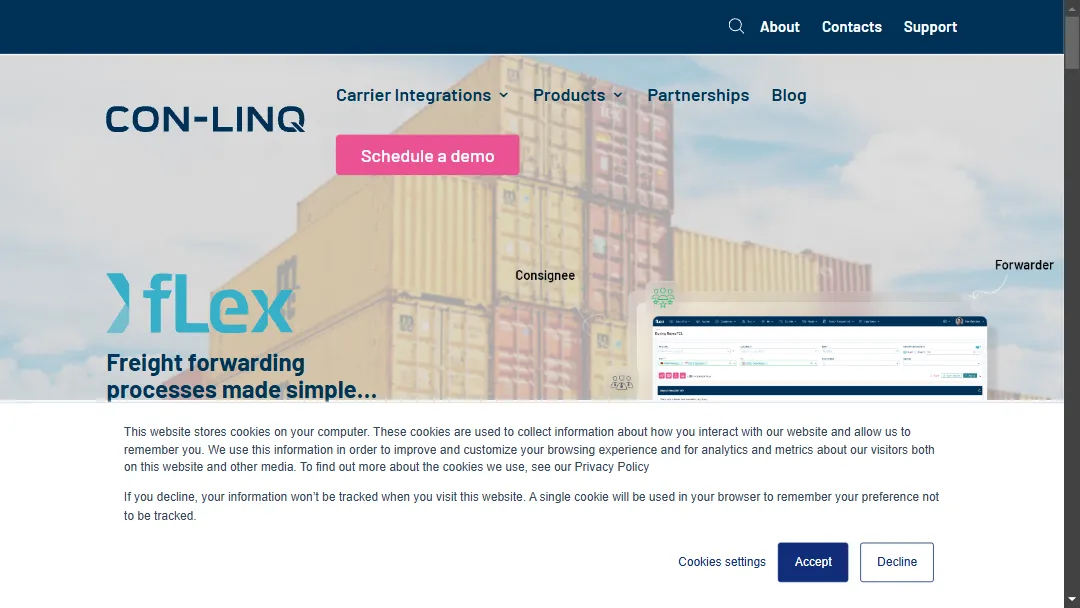 About Contacts Support
CON-LINQ
Carrier Integrations Products Partnerships Blog
Schedule a demo
Forwarder
Consignee
fLex
Freight forwarding
processes made simple...
This website stores cookies on your computer. These cookies are used to collect information about how you interact with our website and allow us to
remember you. We use this information in order to improve and customize your browsing experience and for analytics and metrics about our visitors both
on this website and other media. To find out more about the cookies we use, see our Privacy Policy
If you decline, your information won't be tracked when you visit this website. A single cookie will be used in your browser to remember your preference not
to be tracked.
Cookies settings Accept Decline